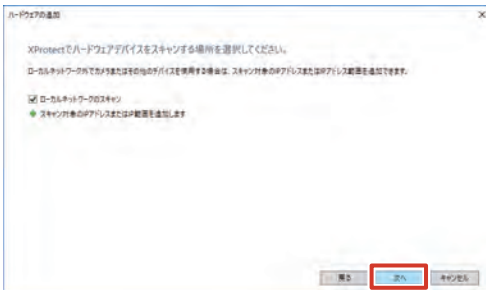 ハードウェアの追加
XProtectでハードウェアデバイスをスキャンする場所を選択してください。
ローカルネットワーク外でカメラまたはその他のデバイスを使用する場合は、スキャン対象のIPアドレスまたはIPアドレス範囲を追加できます。
ローカルネットワークのスキャン
スキャン対象のIPアドレスまたはIP範囲を追加します
戻る 次へ キャンセル